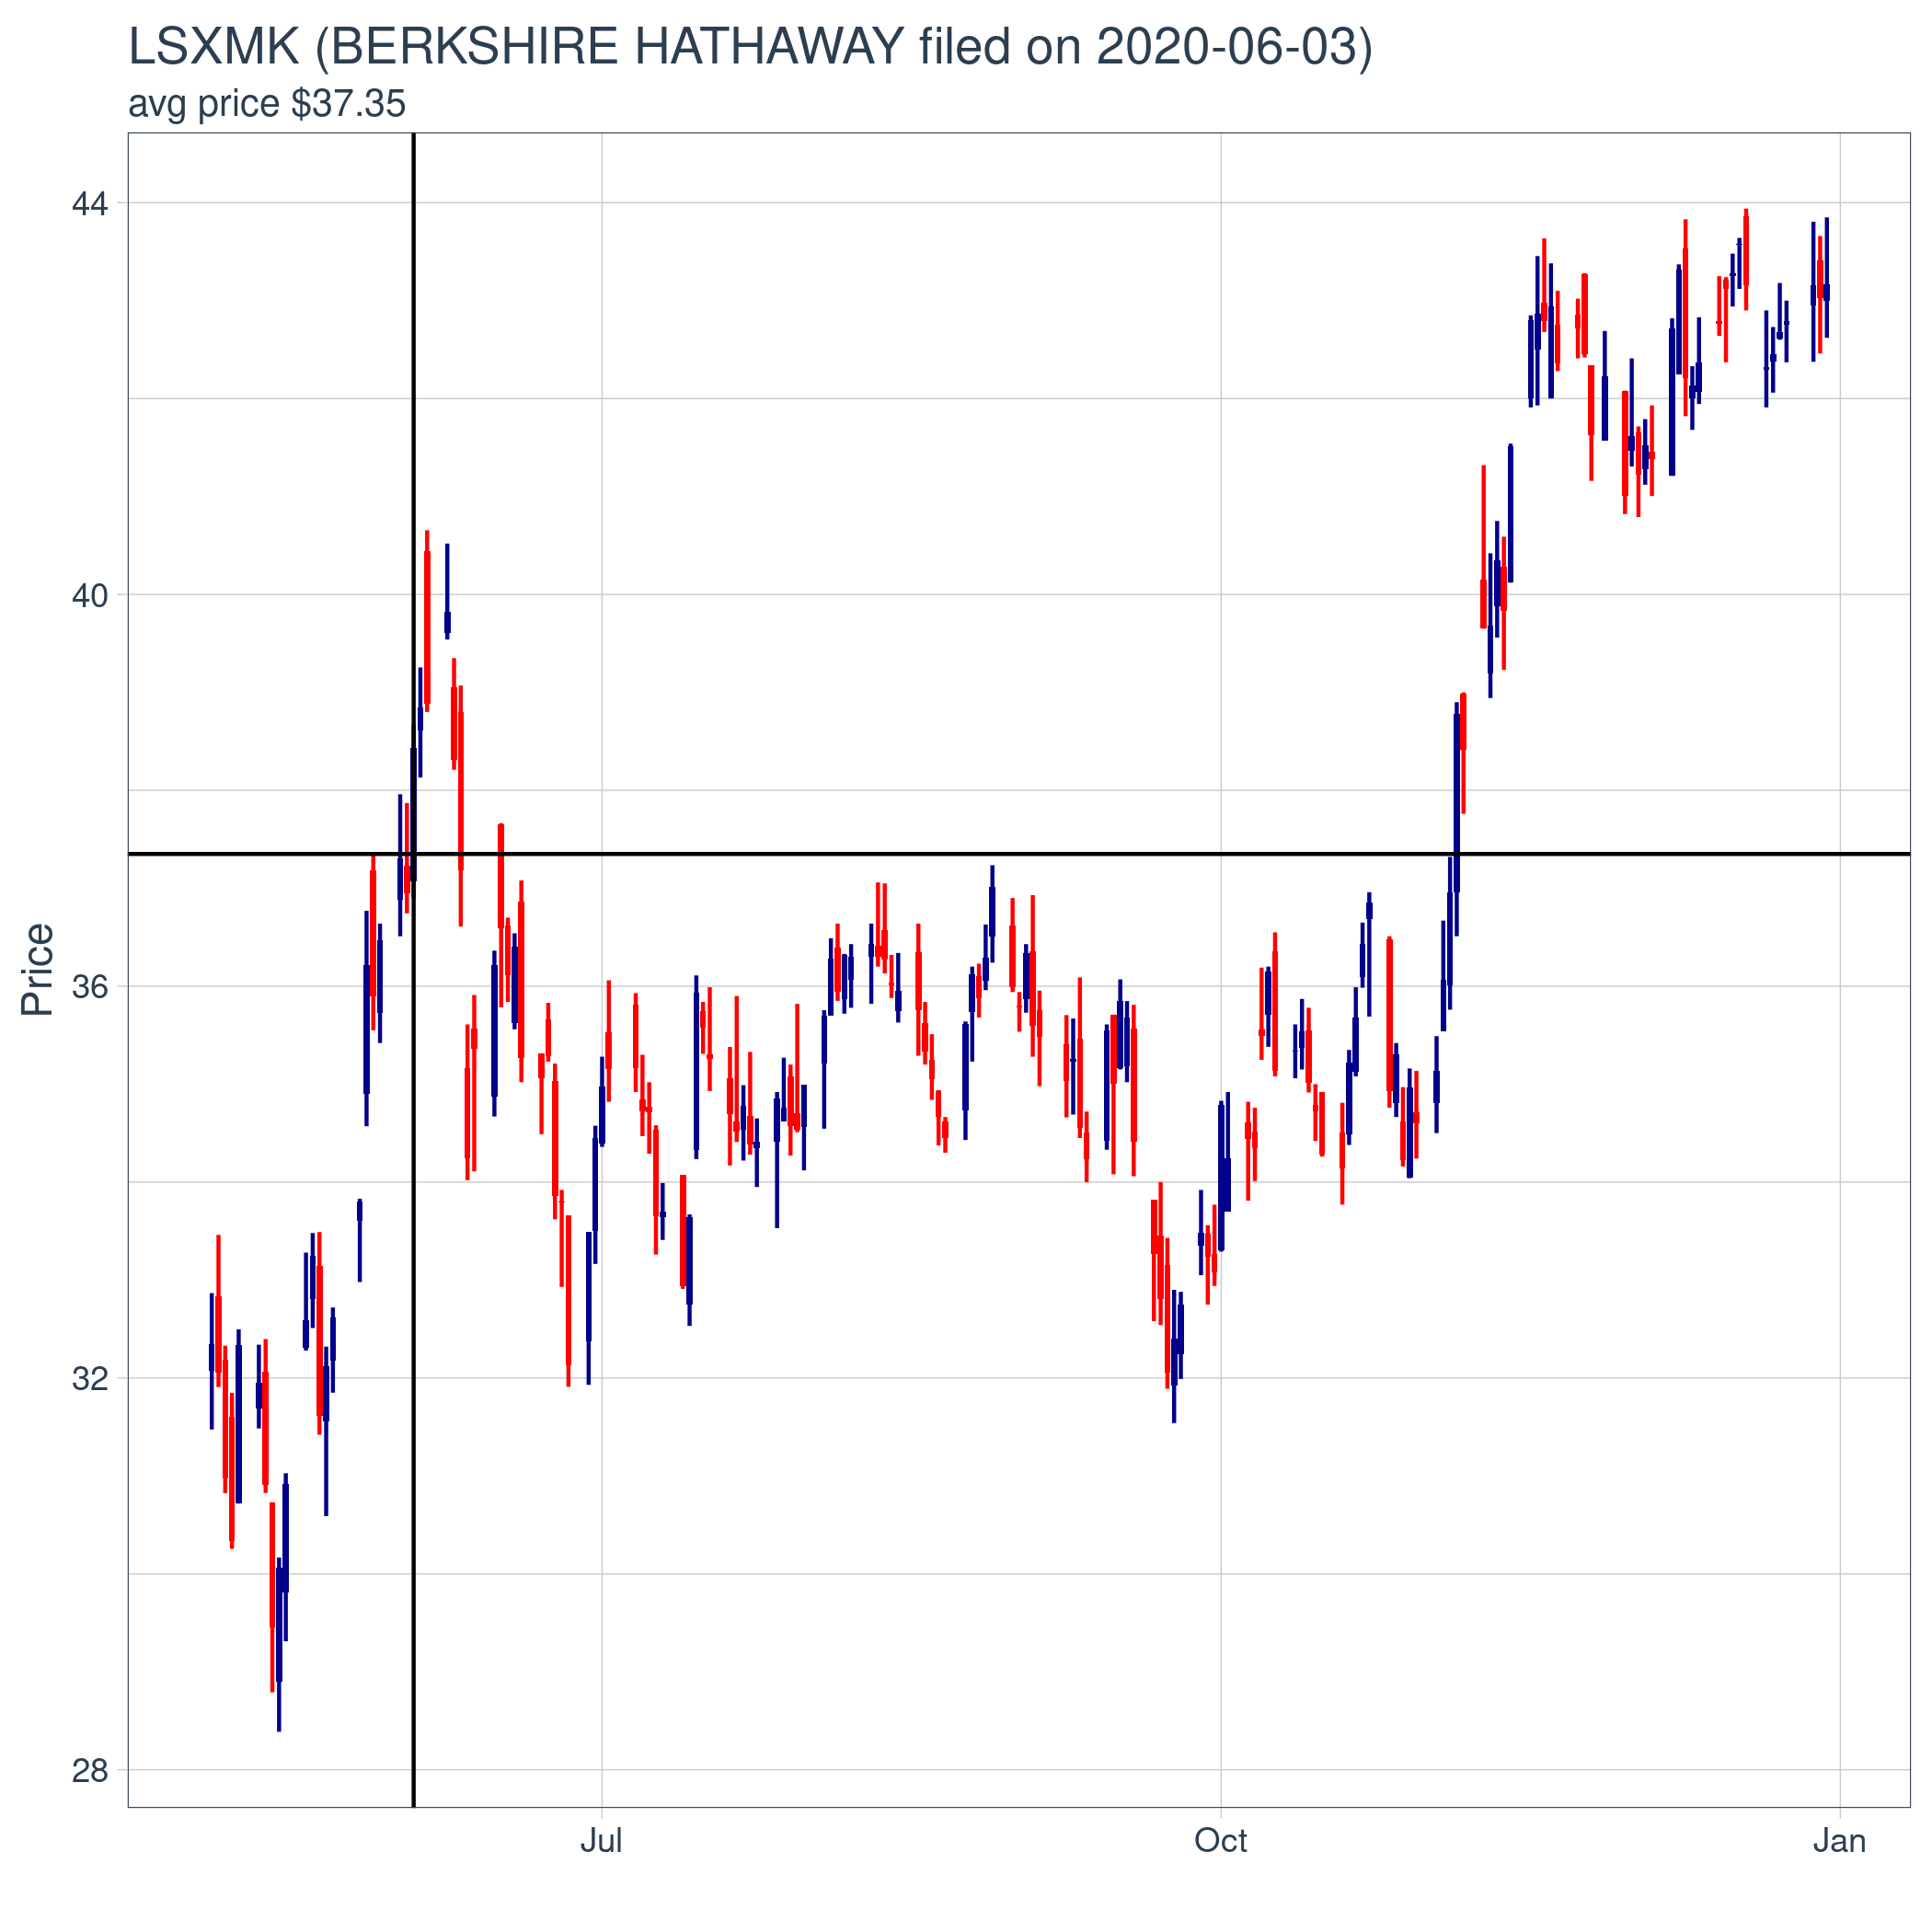 LSXMK (BERKSHIRE HATHAWAY filed on 2020-06-03)
avg price $37.35
44
40
36
32
28
Price
Jul Oct Jan